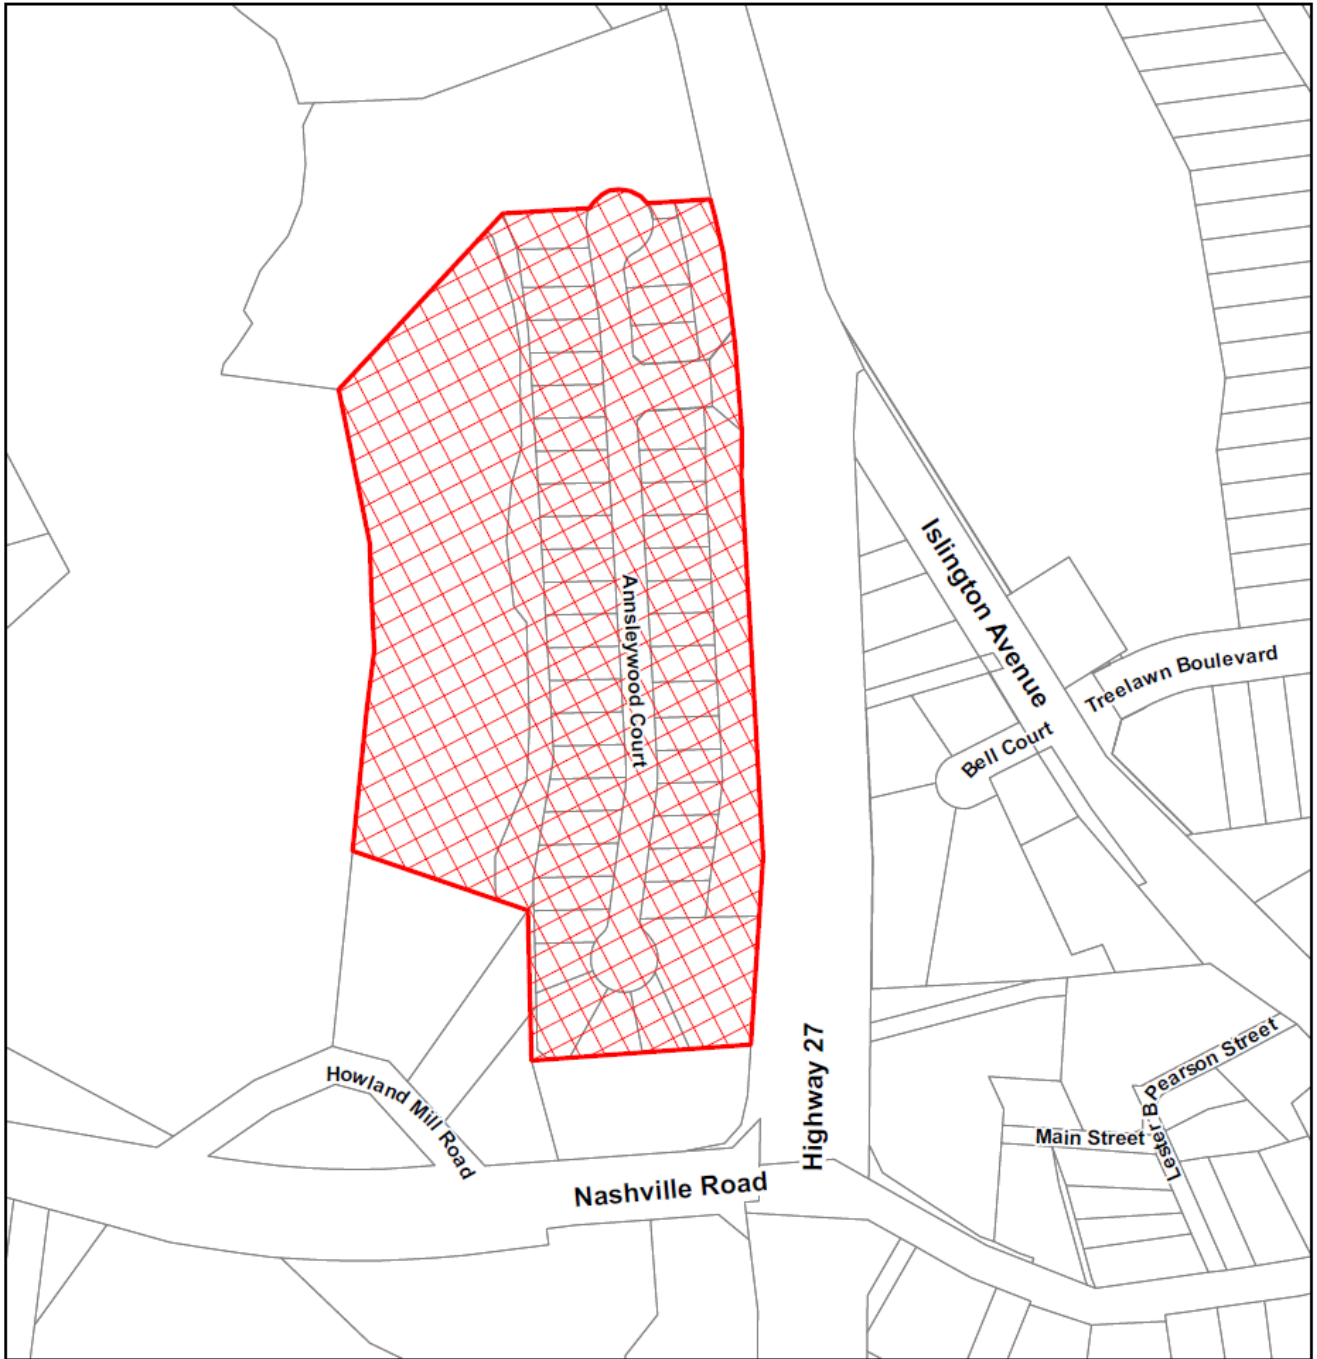 Islington Avenue
Annsleywood Court
Treelawn Boulevard
Bell Court
Highway 27
Pearson Street
Howland Mill Road
Lester B
Main Street
Nashville Road